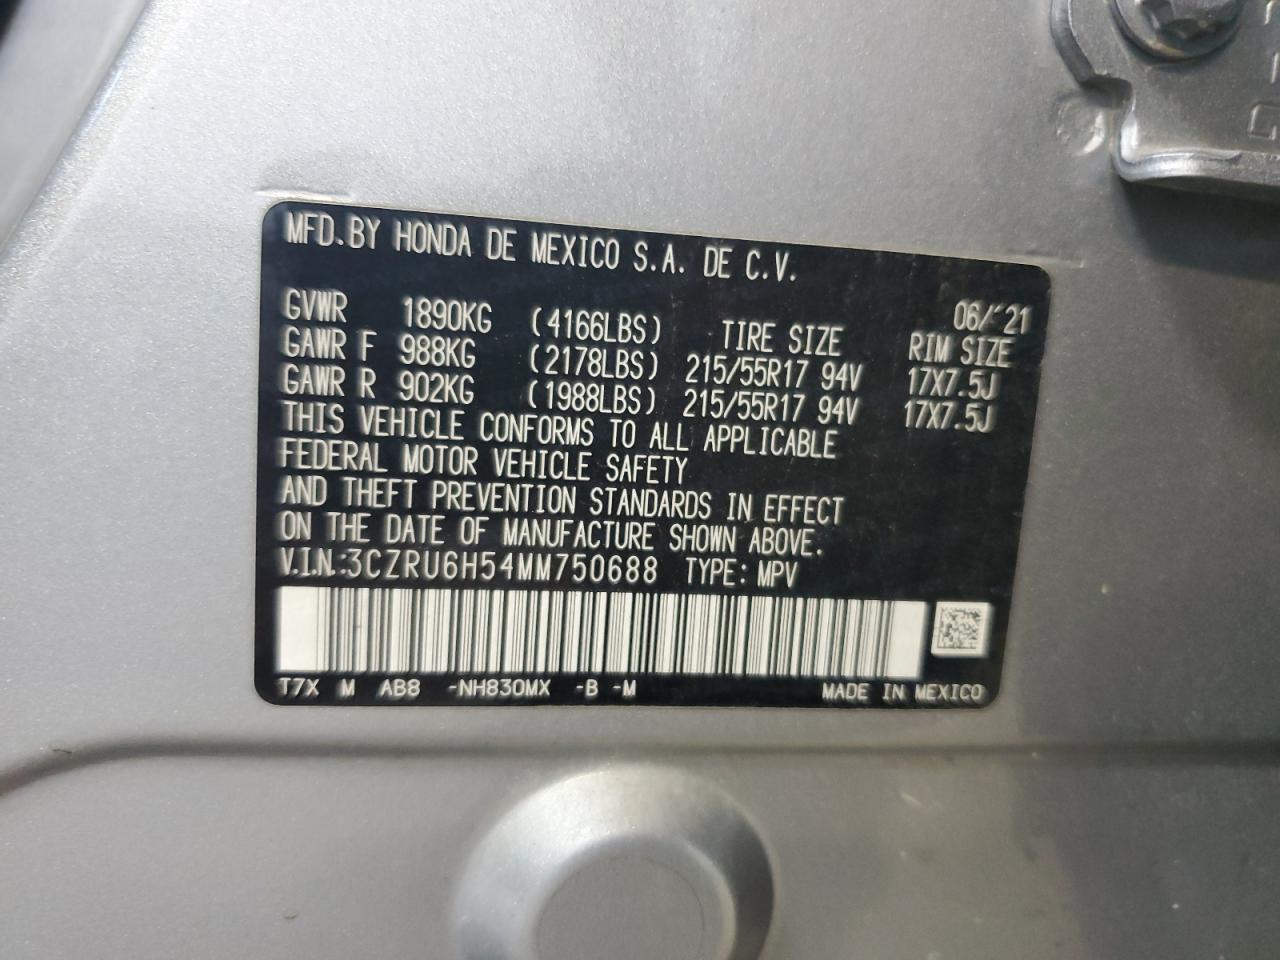 MFD.BY HONDA DE MEXICO S.A. DE C.V.
06/'21
GVWR 1890KG (4166LBS) TIRE SIZE RIM SIZE
GAWR F 988KG (2178LBS) 215/55R17 94V 17X7.5J
GAWR R 902KG (1988LBS) 215/55R17 94V 17X7.5J
THIS VEHICLE CONFORMS TO ALL APPLICABLE
FEDERAL MOTOR VEHICLE SAFETY
AND THEFT PREVENTION STANDARDS IN EFFECT
ON THE DATE OF MANUFACTURE SHOWN ABOVE.
V.I.N.:3CZRU6H54MM750688 TYPE: MPV
T7X M AB8 -NH830MX -B -M MADE IN MEXICO